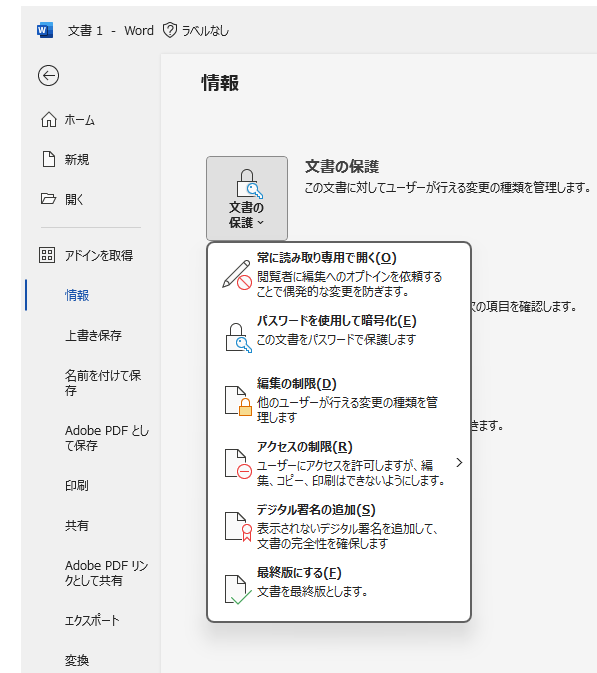 文書 1 - Word ラベルなし
情報
ホーム
新規
開く
アドインを取得
情報
上書き保存
名前を付けて保
存
Adobe PDF とし
て保存
印刷
共有
Adobe PDF リン
クとして共有
エクスポート
変換
文書の
保護
文書の保護
この文書に対してユーザーが行える変更の種類を管理します。
常に読み取り専用で開く(O)
閲覧者に編集へのオプトインを依頼する
ことで偶発的な変更を防ぎます。
パスワードを使用して暗号化(E)
この文書をパスワードで保護します
編集の制限(D)
他のユーザーが行える変更の種類を管
理します
アクセスの制限(R)
ユーザーにアクセスを許可しますが、編
集、コピー、印刷はできないようにします。
デジタル署名の追加(S)
表示されないデジタル署名を追加して、
文書の完全性を確保します
最終版にする(F)
文書を最終版とします。
の項目を確認します。
きます。